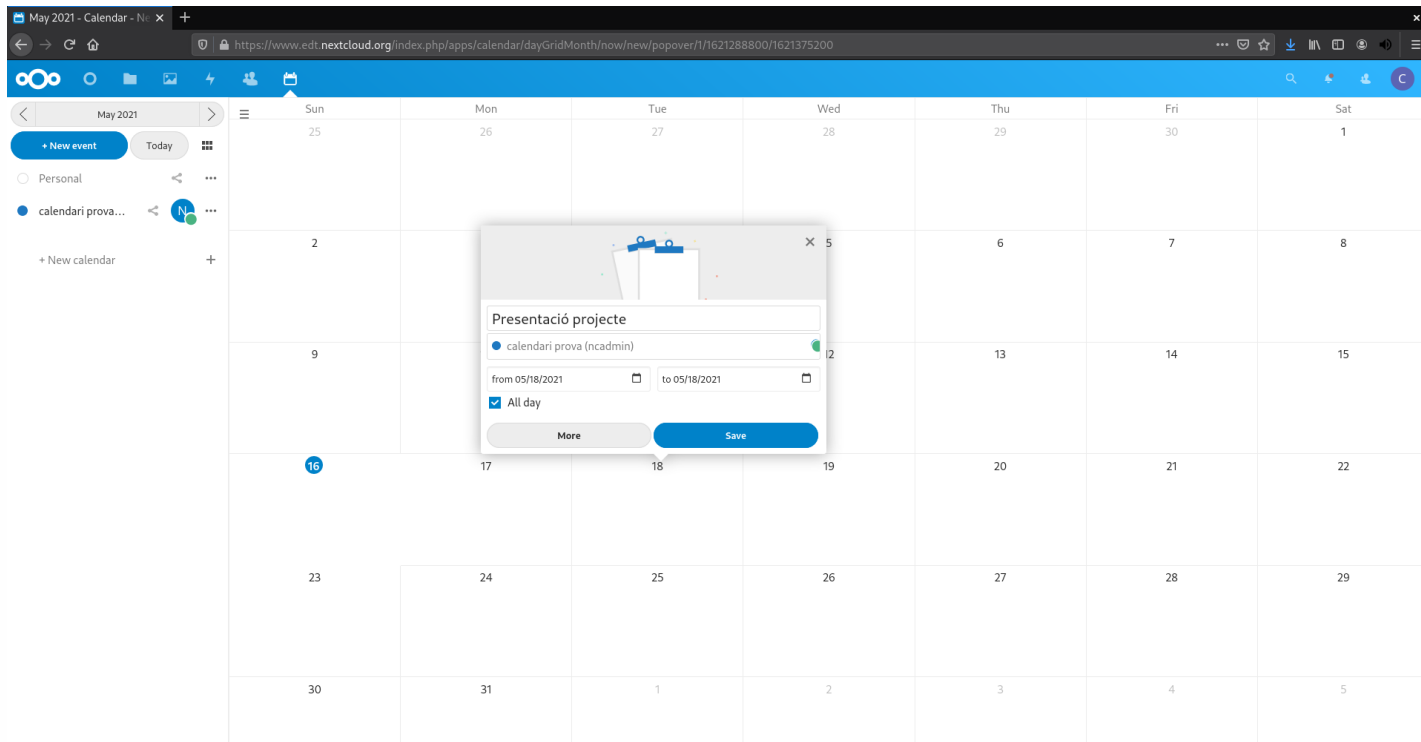 May 2021 - Calendar - Ne
https://www.edt.nextcloud.org/index.php/apps/calendar/dayGridMonth/now/new/popover/1/1621288800/1621375200
C
May 2021
Sun Mon Tue Wed Thu Fri Sat
+ New event Today
25 26 27 28 29 30 1
Personal
calendari prova... N
+ New calendar
2 5 6 7 8
Presentació projecte
calendari prova (ncadmin)
9 12 13 14 15
from 05/18/2021 to 05/18/2021
All day
More Save
16 17 18 19 20 21 22
23 24 25 26 27 28 29
30 31 1 2 3 4 5